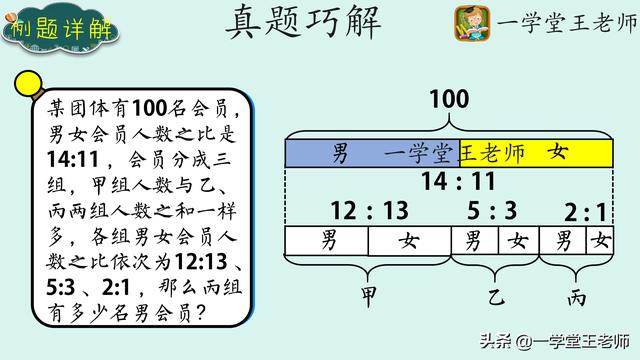 例题详解
真题巧解
一学堂王老师
某团体有100名会员，
男女会员人数之比是
14:11，会员分成三
组，甲组人数与乙、
丙两组人数之和一样
多，各组男女会员人
数之比依次为12:13、
5:3、2:1，那么丙组
有多少名男会员？
100
男 一学堂王老师 女
14 : 11
12 : 13 5 : 3 2 : 1
男 女 男 女 男 女
甲 乙 丙
头条 @一学堂王老师